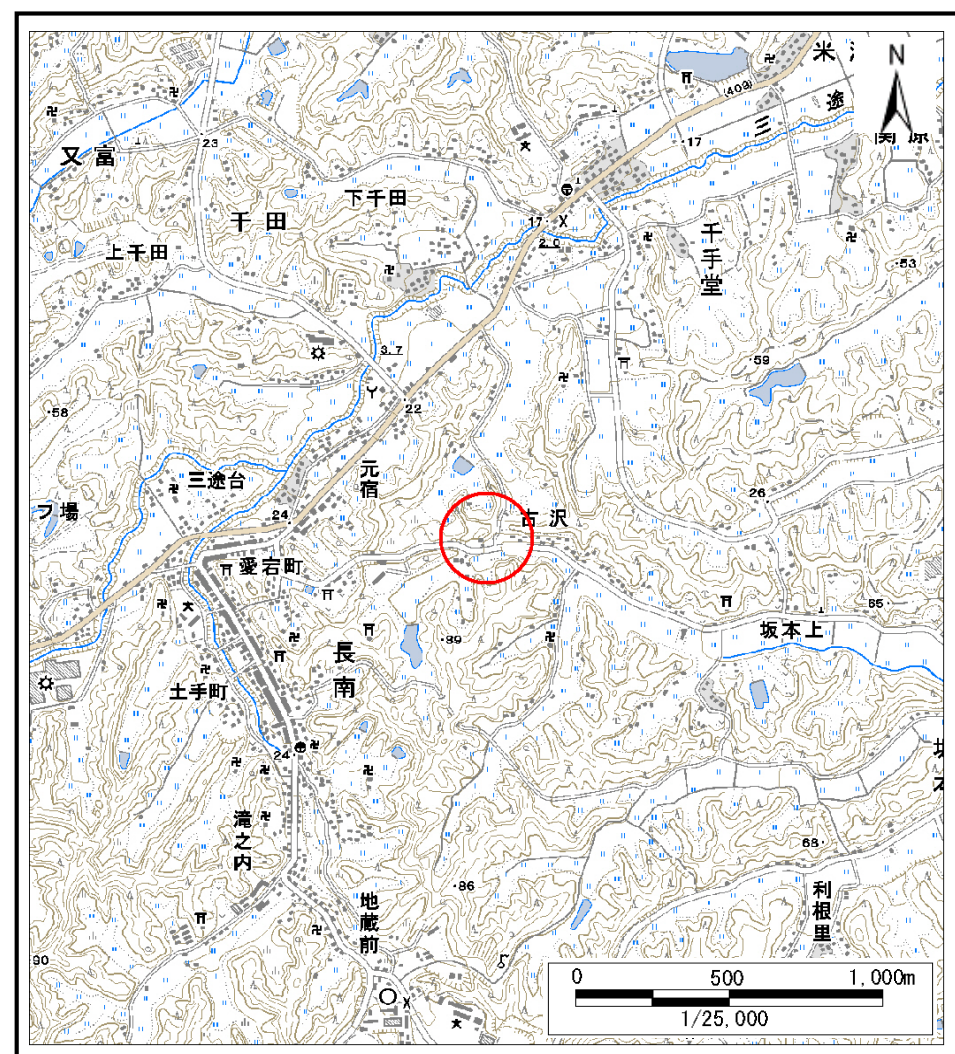 米
N
(409)
途
三
関原
17
又富
23
下千田
千田
17
2.0
千手堂
上千田
53
3.7
59
22
58
元宿
三途台
26
フ場
24
古沢
愛宕町
65
坂本上
89
長南
土手町
24
坂本
滝之内
68
86
地蔵前
利根里
90
0 500 1,000m
1/25,000